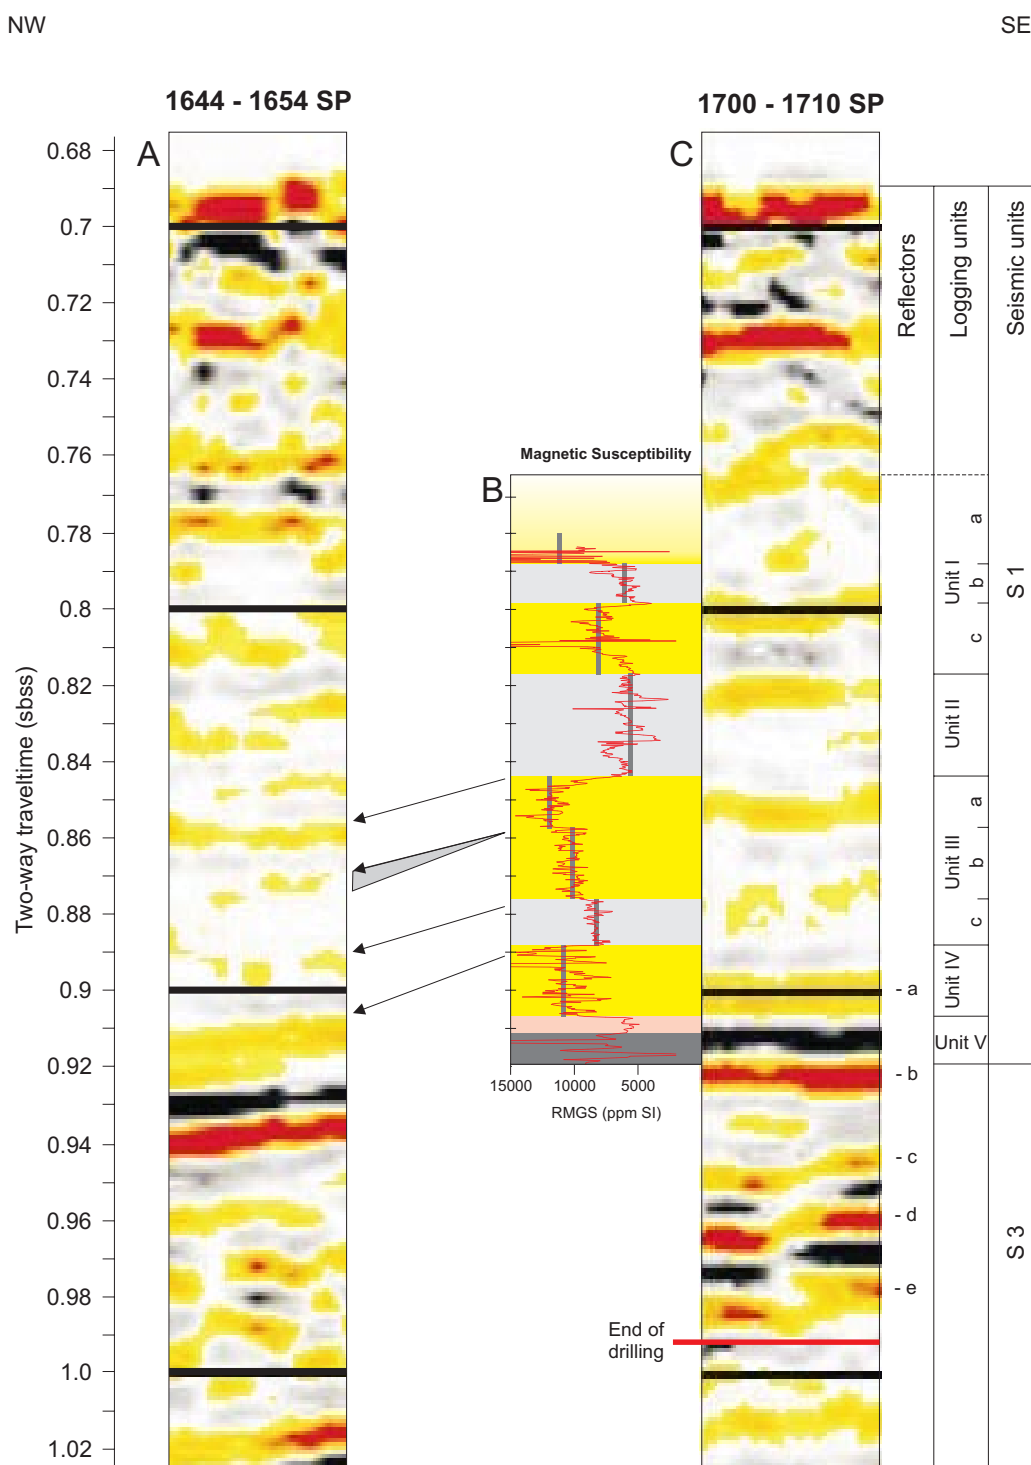 NW
SE
1644 - 1654 SP
1700 - 1710 SP
A
C
0.68
0.7
0.72
0.74
0.76
0.78
0.8
0.82
0.84
0.86
0.88
0.9
0.92
0.94
0.96
0.98
1.0
1.02
Two-way traveltime (sbss)
Magnetic Susceptibility
B
15000
10000
5000
RMGS (ppm SI)
Reflectors
Logging units
Seismic units
Unit I
a
b
c
Unit II
Unit III
a
b
c
Unit IV
Unit V
S 1
S 3
- a
- b
- c
- d
- e
End of
drilling